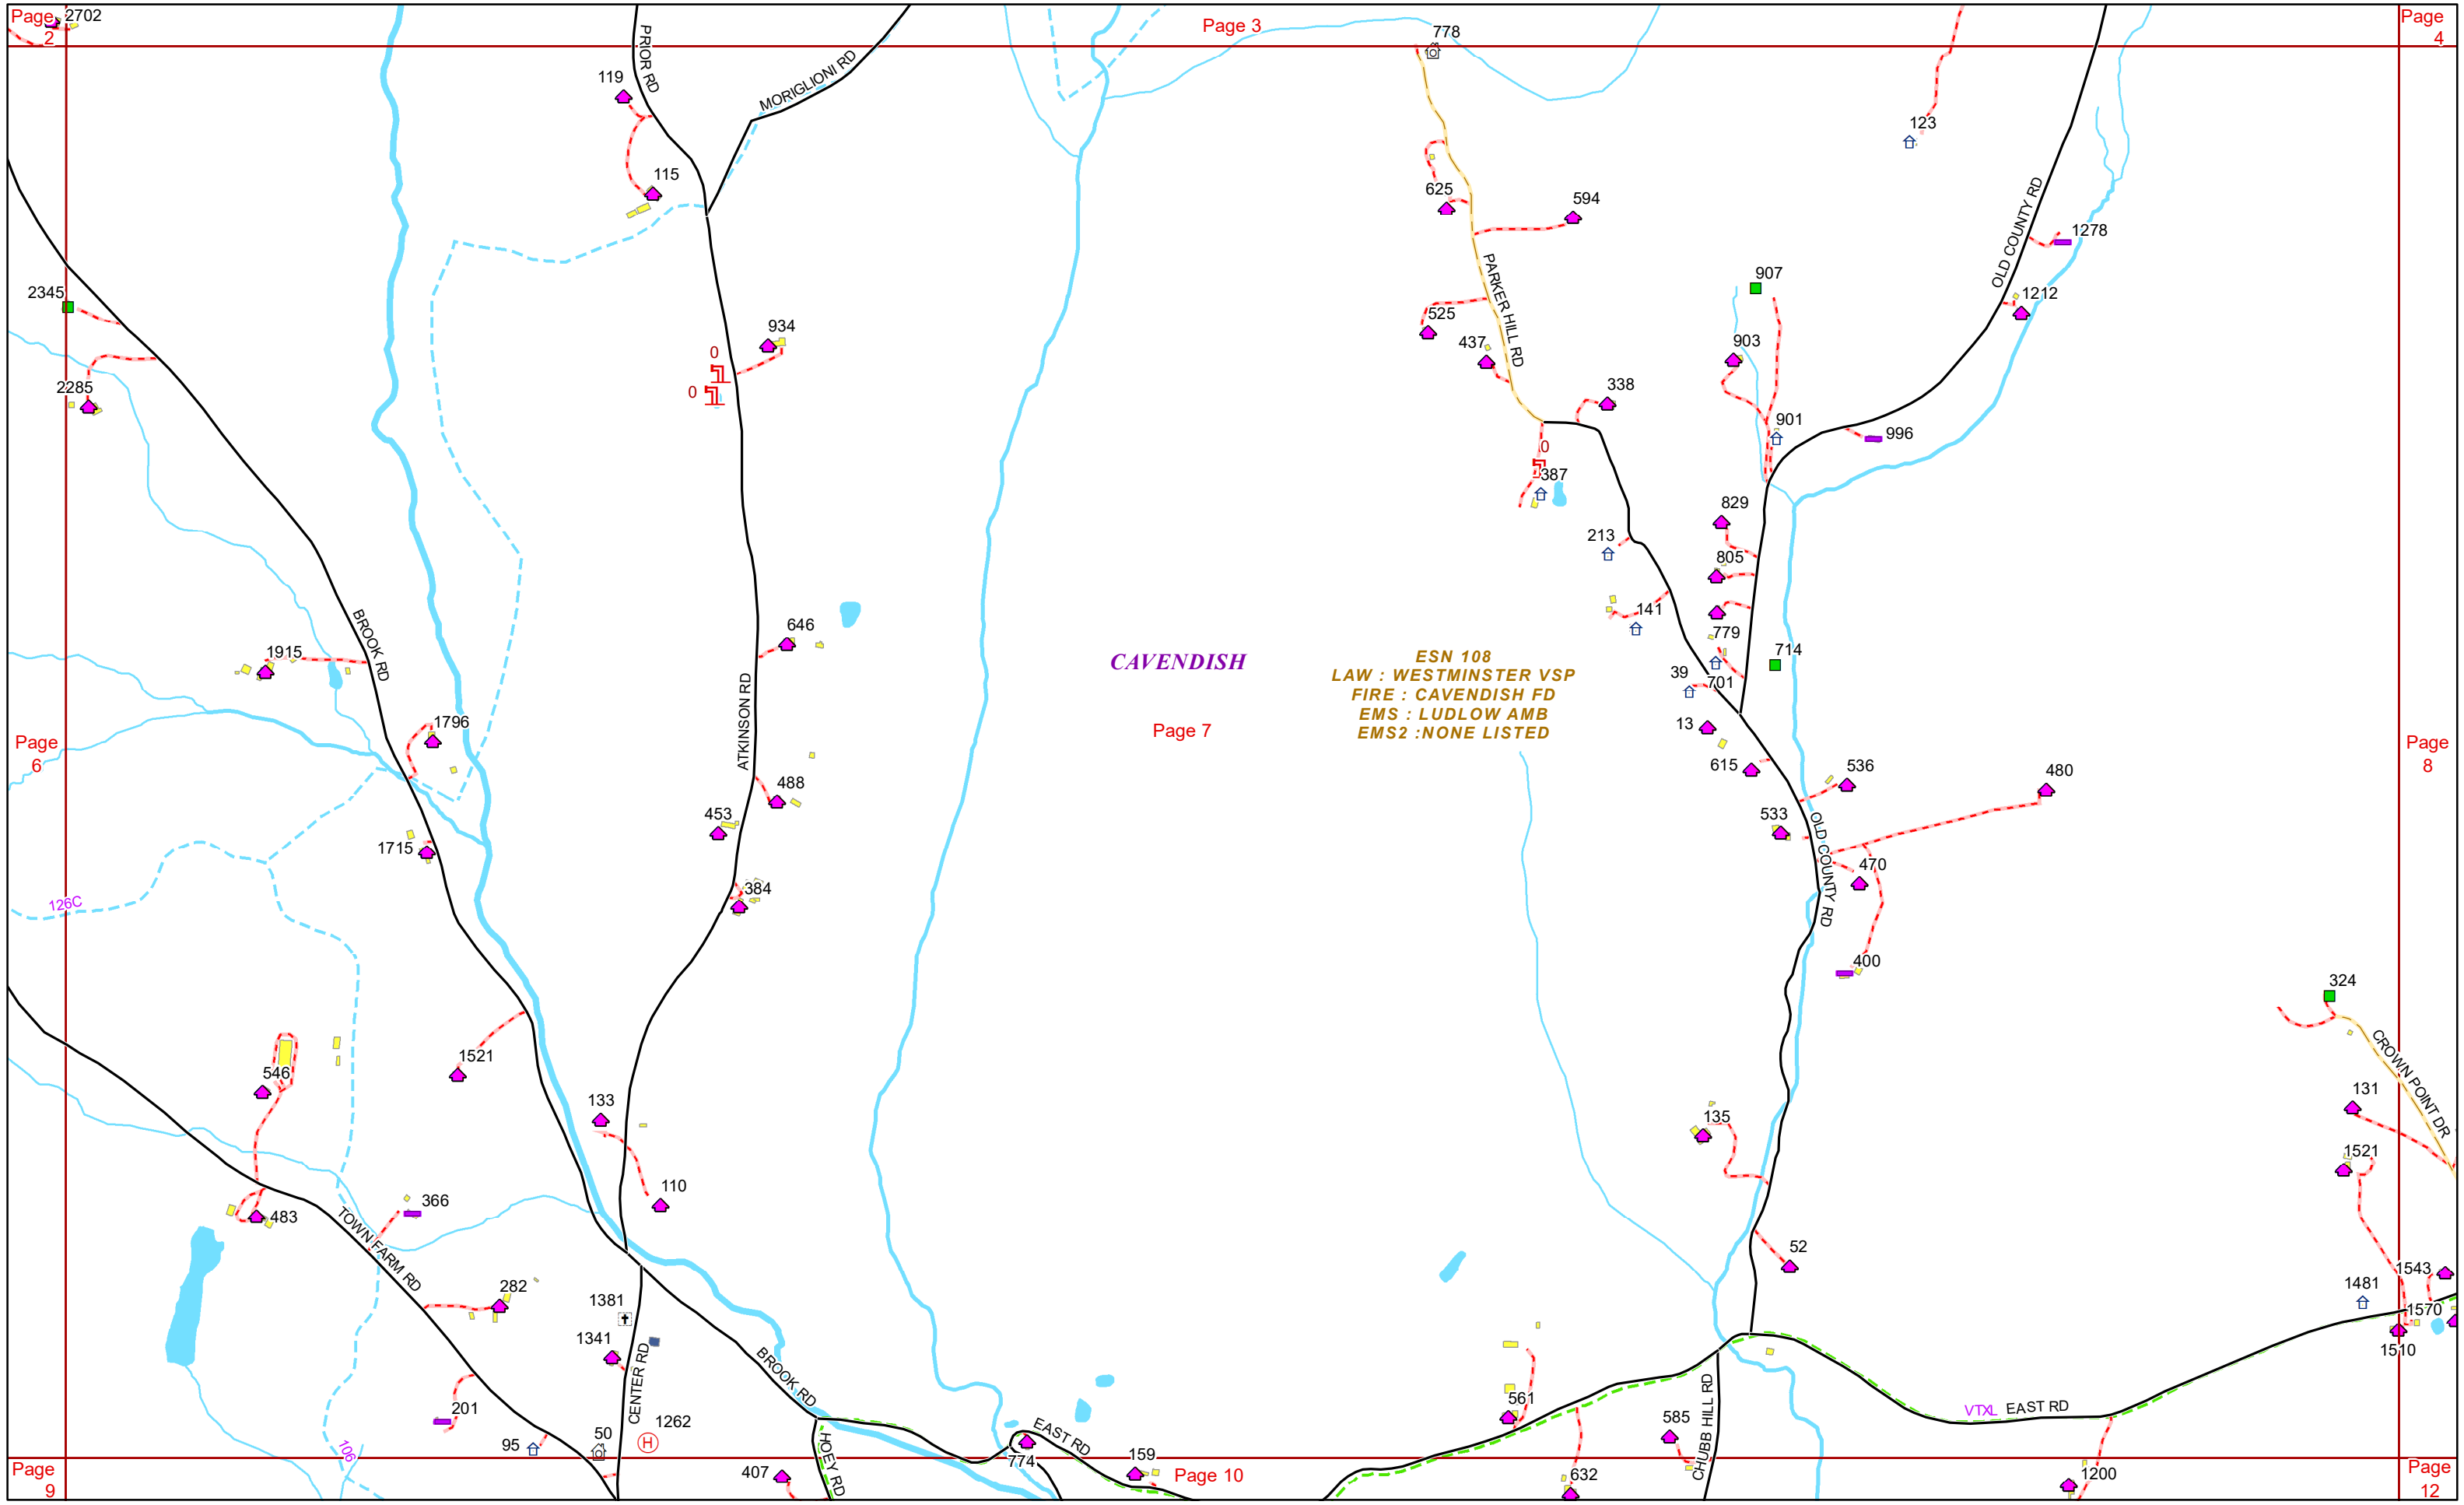 Page 2
2702
Page 3
Page 4
778
PRIOR RD
MORIGLIONI RD
119
123
115
625
594
OLD COUNTY RD
1278
2345
907
1212
PARKER HILL RD
525
934
0
437
903
2285
0
338
901
996
0
387
829
213
805
BROOK RD
141
646
779
1915
714
CAVENDISH
ESN 108
LAW : WESTMINSTER VSP
FIRE : CAVENDISH FD
EMS : LUDLOW AMB
EMS2 :NONE LISTED
39
701
ATKINSON RD
1796
13
Page 7
Page 6
Page 8
615
536
480
488
453
533
OLD COUNTY RD
1715
470
384
126C
400
324
CROWN POINT DR
1521
546
133
131
135
1521
110
366
483
TOWN FARM RD
52
282
1381
1543
1481
1570
1341
1510
BROOK RD
CENTER RD
CHUBB HILL RD
561
VTXL
EAST RD
201
1262
H
585
50
95
106
HOEY RD
EAST RD
774
159
407
Page 9
Page 10
632
1200
Page 12